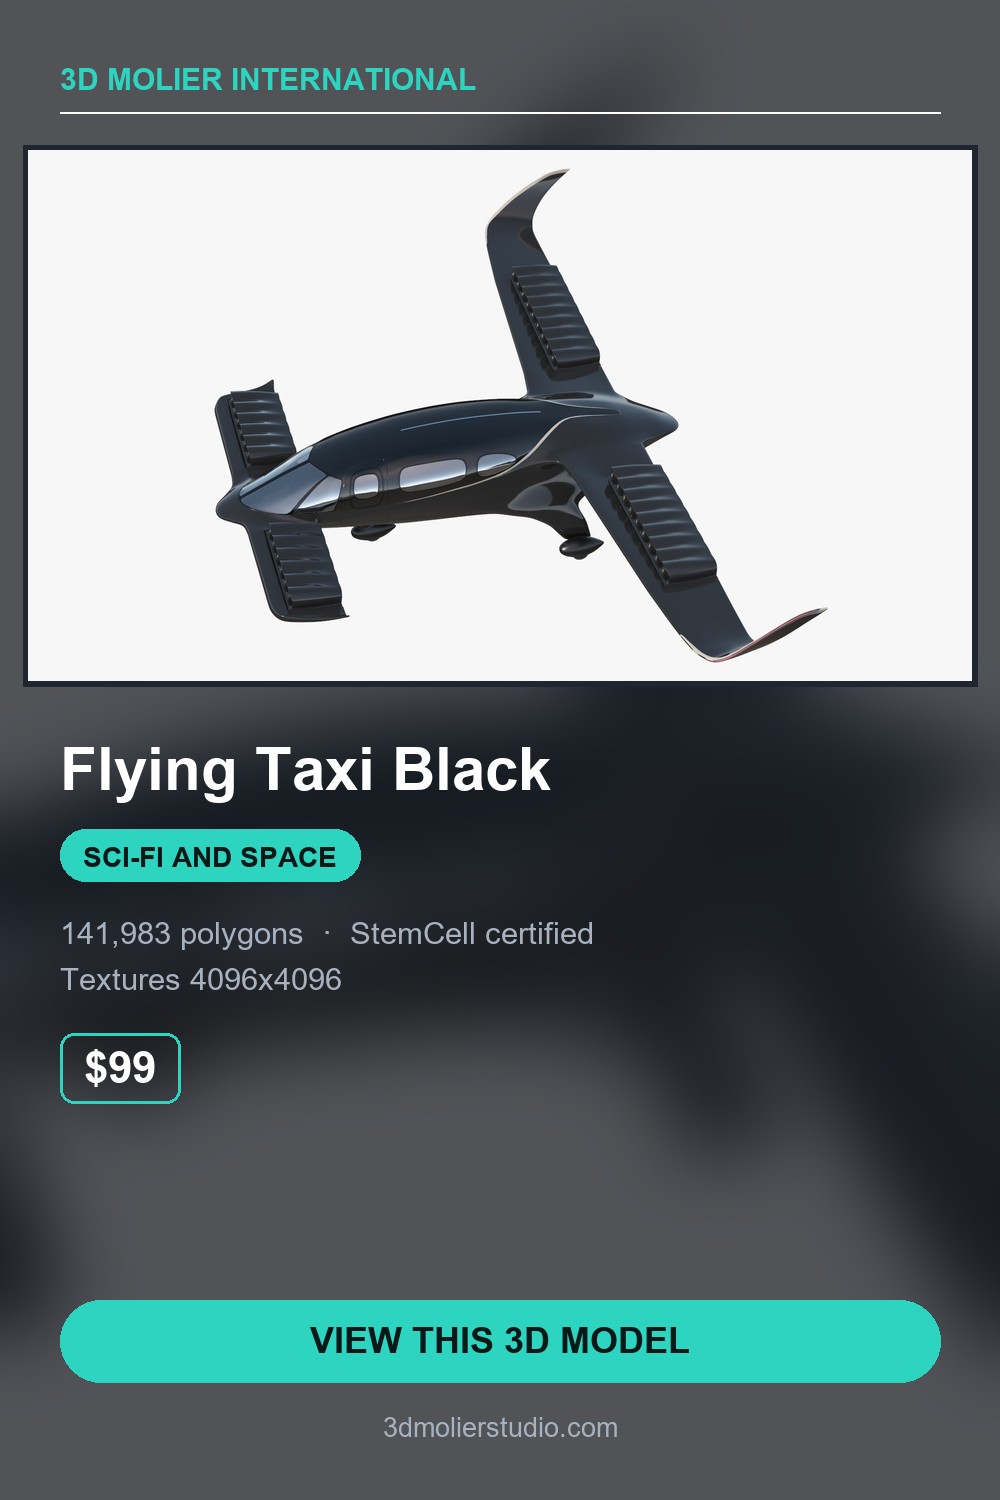 3D MOLIER INTERNATIONAL
Flying Taxi Black
SCI-FI AND SPACE
141,983 polygons · StemCell certified
Textures 4096x4096
$99
VIEW THIS 3D MODEL
3dmolierstudio.com